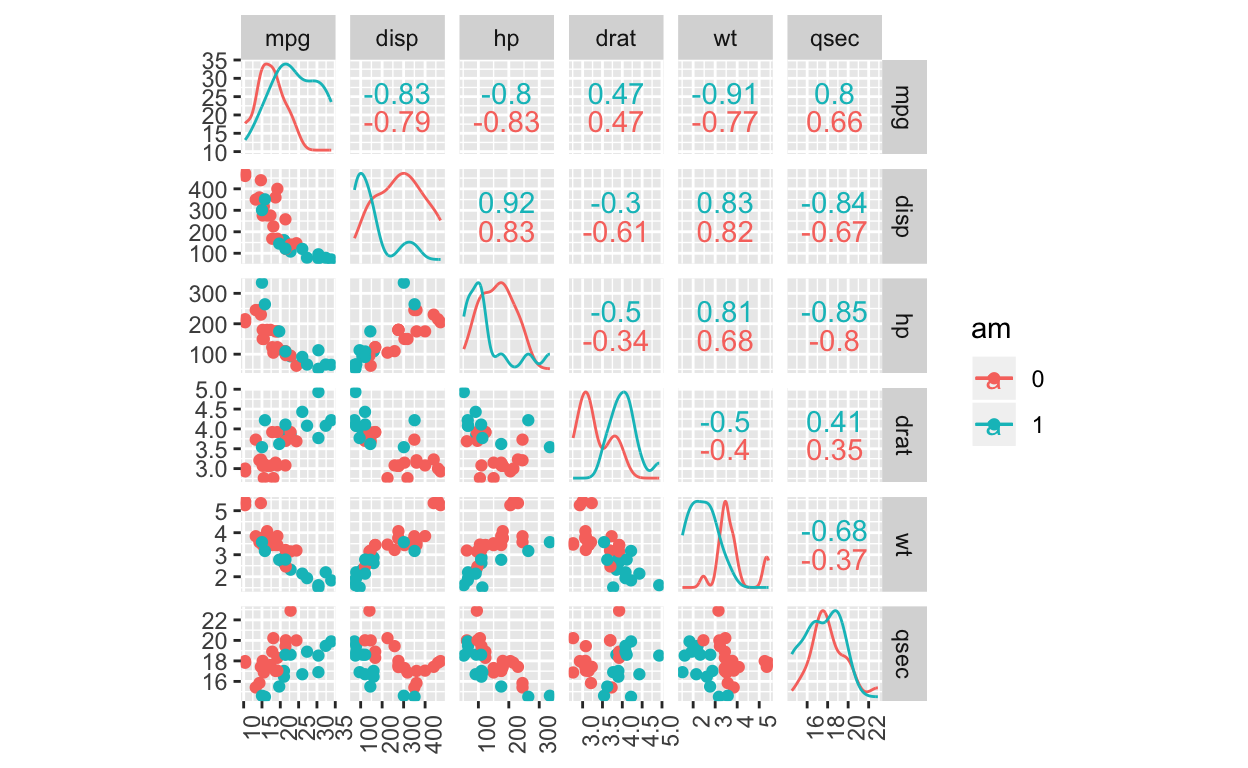 mpg disp hp drat wt qsec
35
30
25
20
15
10
-0.83 -0.8 0.47 -0.91 0.8
-0.79 -0.83 0.47 -0.77 0.66
mpg
400
300
200
100
0.92 -0.3 0.83 -0.84
0.83 -0.61 0.82 -0.67
disp
300
200
100
-0.5 0.81 -0.85
-0.34 0.68 -0.8
hp
5.0
4.5
4.0
3.5
3.0
-0.5 0.41
-0.4 0.35
drat
5
4
3
2
-0.68
-0.37
wt
22
20
18
16
qsec
10 15 20 25 30 35 100 200 300 400 100 200 300 3.0 3.5 4.0 4.5 5.0 2 3 4 5 16 18 20 22
am
a 0
a 1